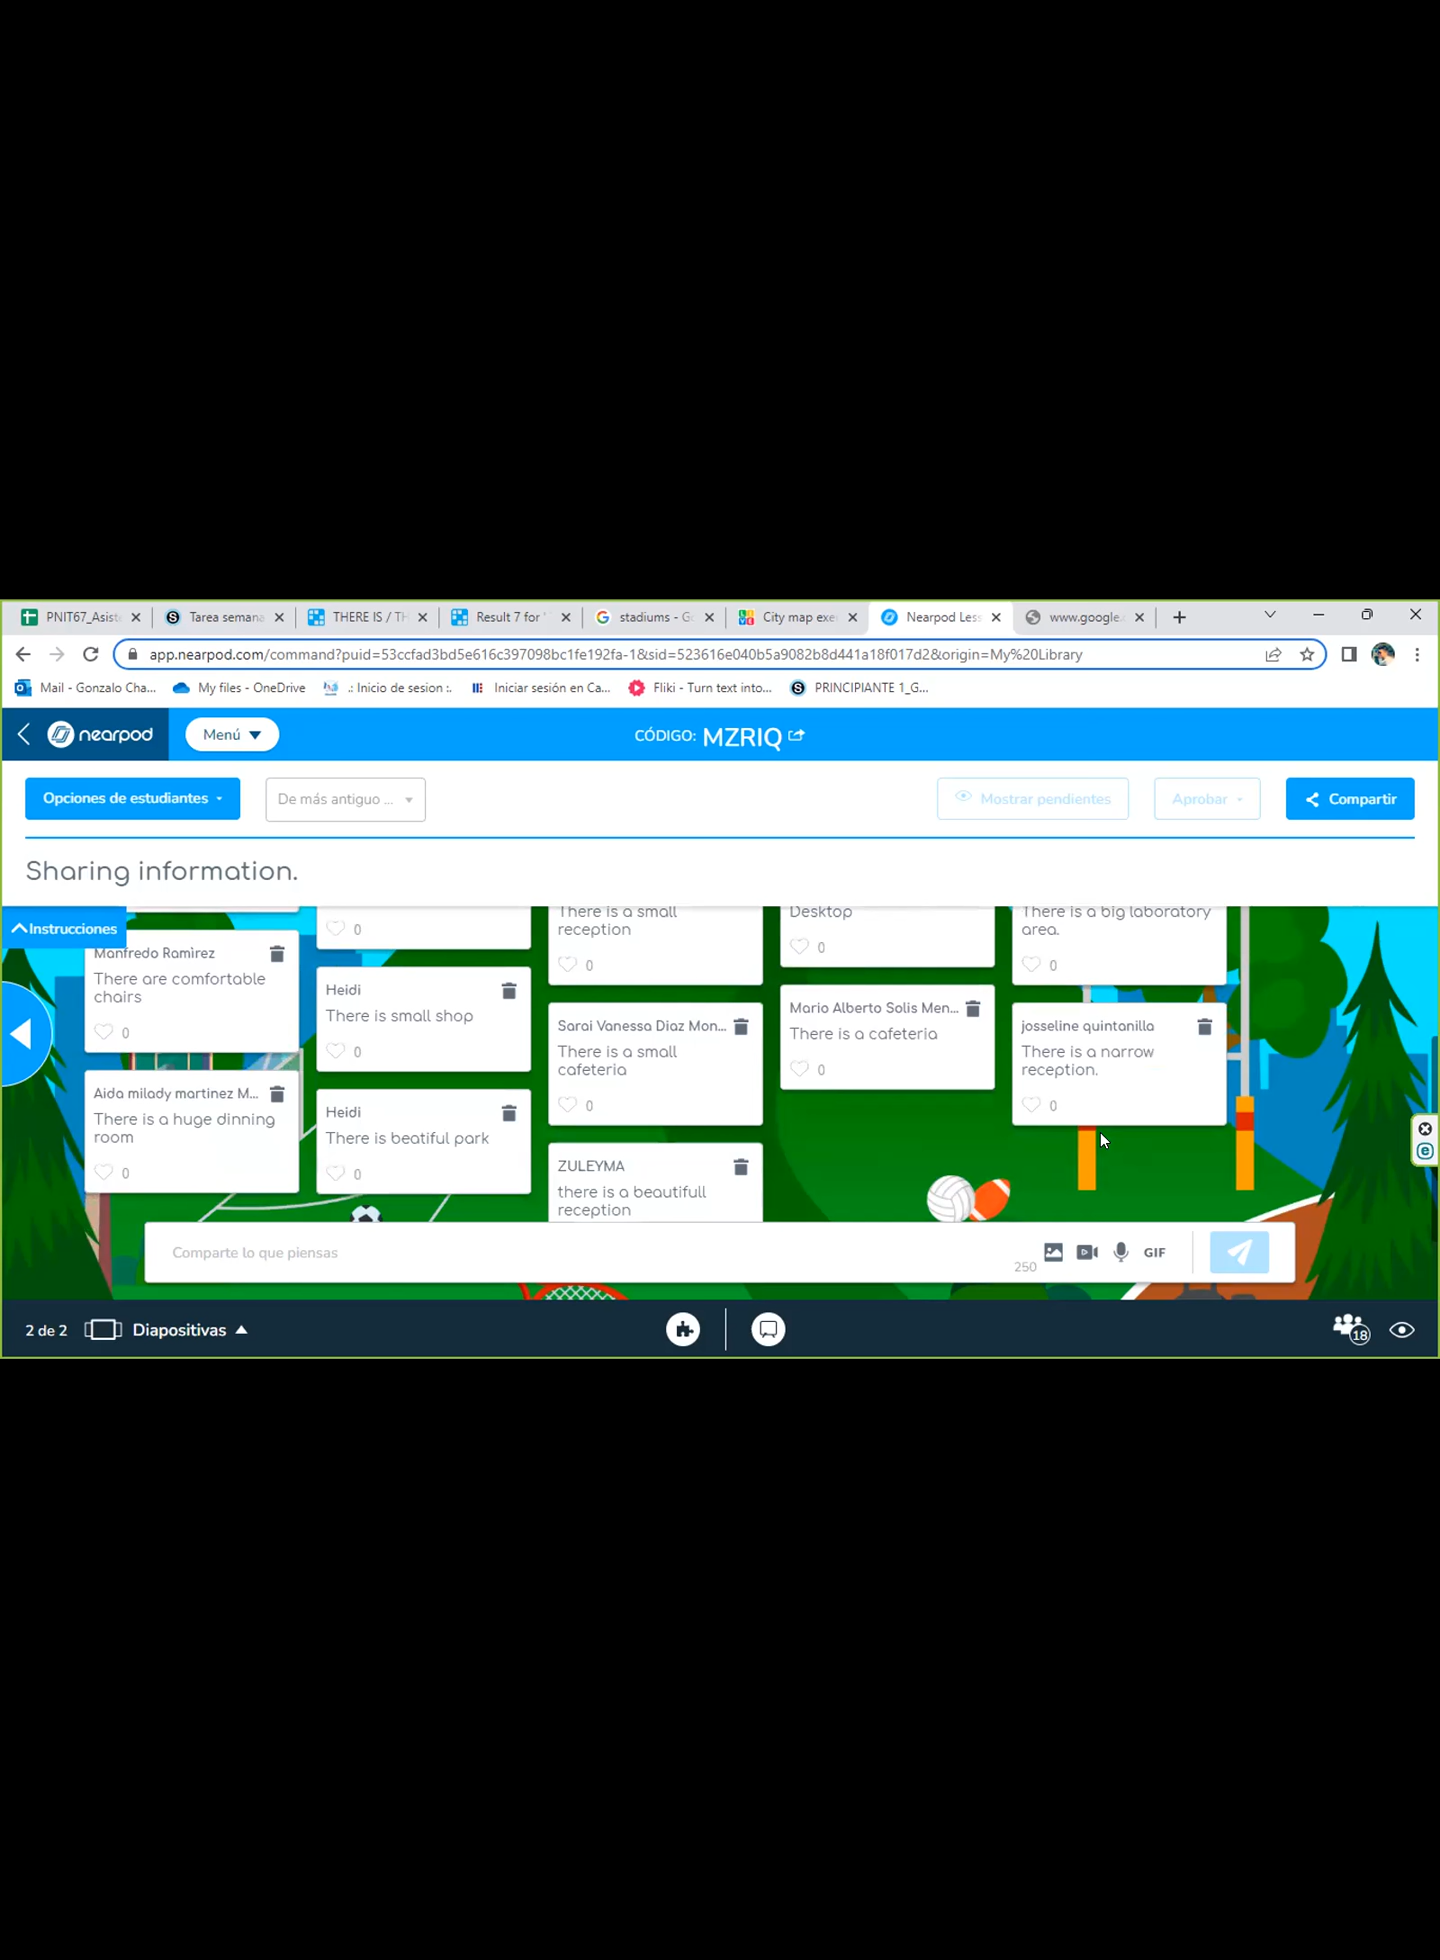 PNIT67_Asist
Tarea semana
THERE IS / TH
Result 7 for
stadiums - Go
City map exe
Nearpod Less
www.google.
app.nearpod.com/command?puid=53ccfad3bd5e616c397098bc1fe192fa-1&sid=523616e040b5a9082b8d441a18f017d2&origin=My%20Library
Mail - Gonzalo Cha...
My files - OneDrive
.: Inicio de sesion :.
Iniciar sesión en Ca...
Fliki - Turn text into...
PRINCIPIANTE 1_G...
nearpod
Menú
CÓDIGO: MZRIQ
Opciones de estudiantes
De más antiguo ...
Mostrar pendientes
Aprobar
Compartir
Sharing information.
Instrucciones
Manfredo Ramìrez
There are comfortable
chairs
0
Aida milady martinez M...
There is a huge dinning
room
0
0
Heidi
There is small shop
0
Heidi
There is beatiful park
0
There is a small
reception
0
Sarai Vanessa Diaz Mon...
There is a small
cafeteria
0
ZULEYMA
there is a beautifull
reception
Desktop
0
Mario Alberto Solis Men...
There is a cafeteria
0
There is a big laboratory
area.
0
josseline quintanilla
There is a narrow
reception.
0
Comparte lo que piensas
250
GIF
2 de 2
Diapositivas
18